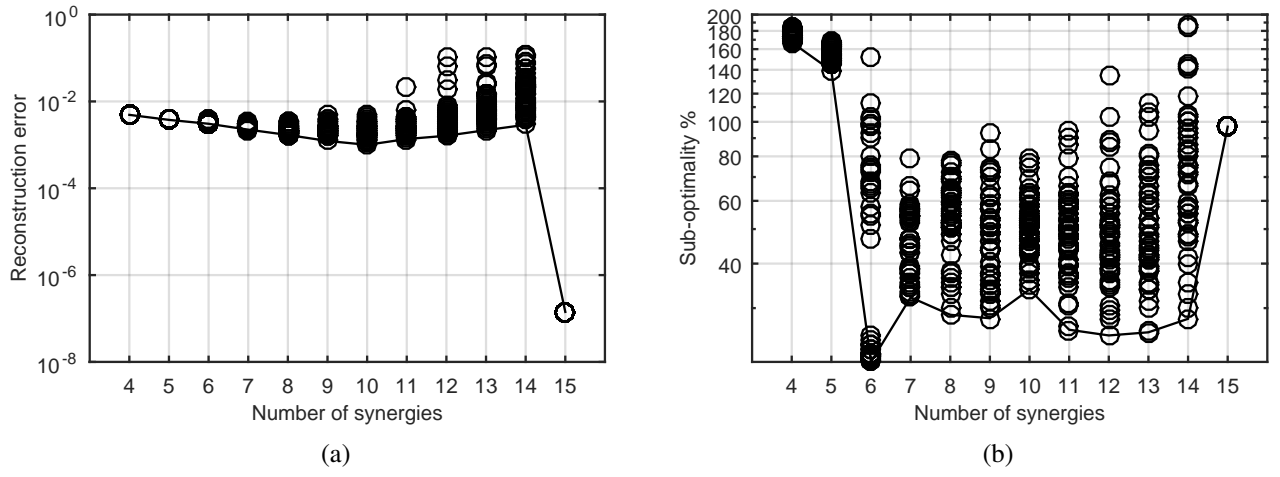 10^0
10^-2
10^-4
10^-6
10^-8
Reconstruction error
4 5 6 7 8 9 10 11 12 13 14 15
Number of synergies
(a)
200
180
160
140
120
100
80
60
40
Sub-optimality %
4 5 6 7 8 9 10 11 12 13 14 15
Number of synergies
(b)